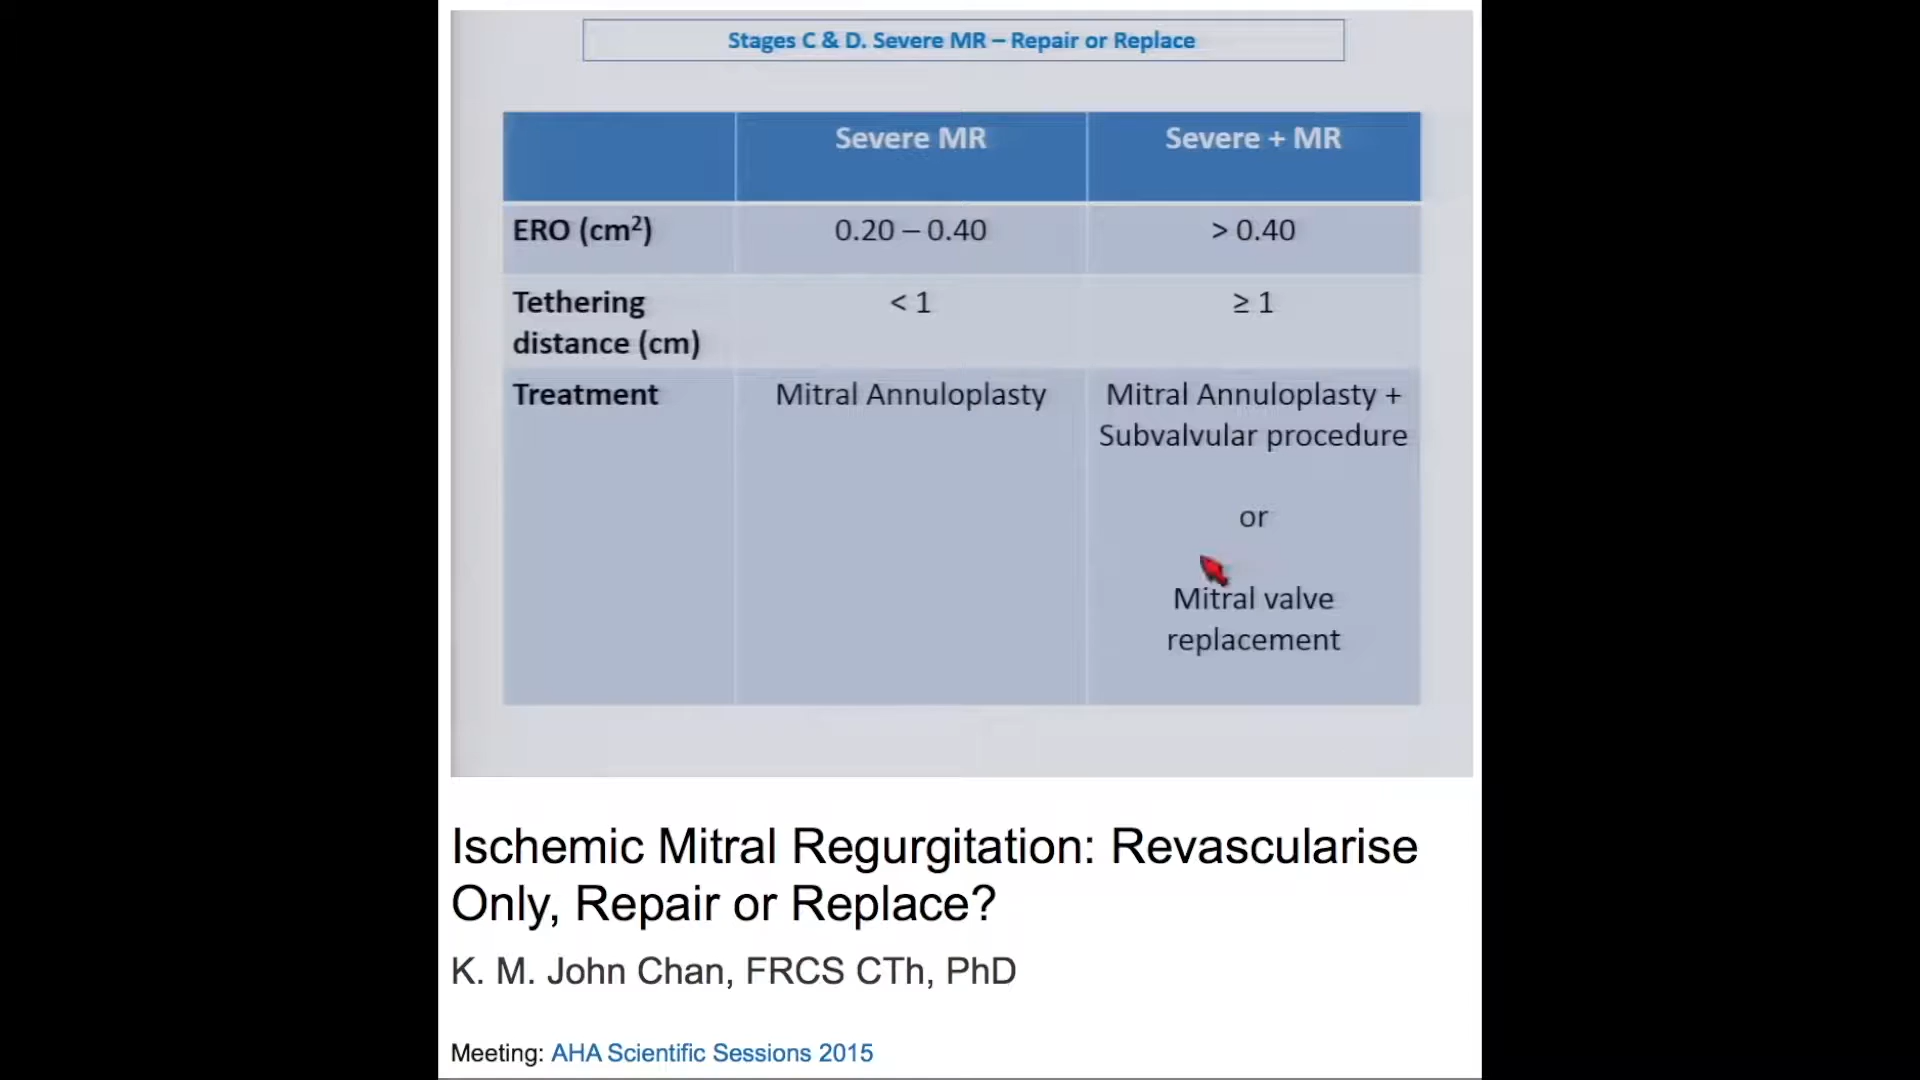 Stages C & D. Severe MR – Repair or Replace
Severe MR
Severe + MR
ERO (cm²)
0.20 – 0.40
> 0.40
Tethering
distance (cm)
< 1
≥ 1
Treatment
Mitral Annuloplasty
Mitral Annuloplasty +
Subvalvular procedure
or
Mitral valve
replacement
Ischemic Mitral Regurgitation: Revascularise
Only, Repair or Replace?
K. M. John Chan, FRCS CTh, PhD
Meeting: AHA Scientific Sessions 2015